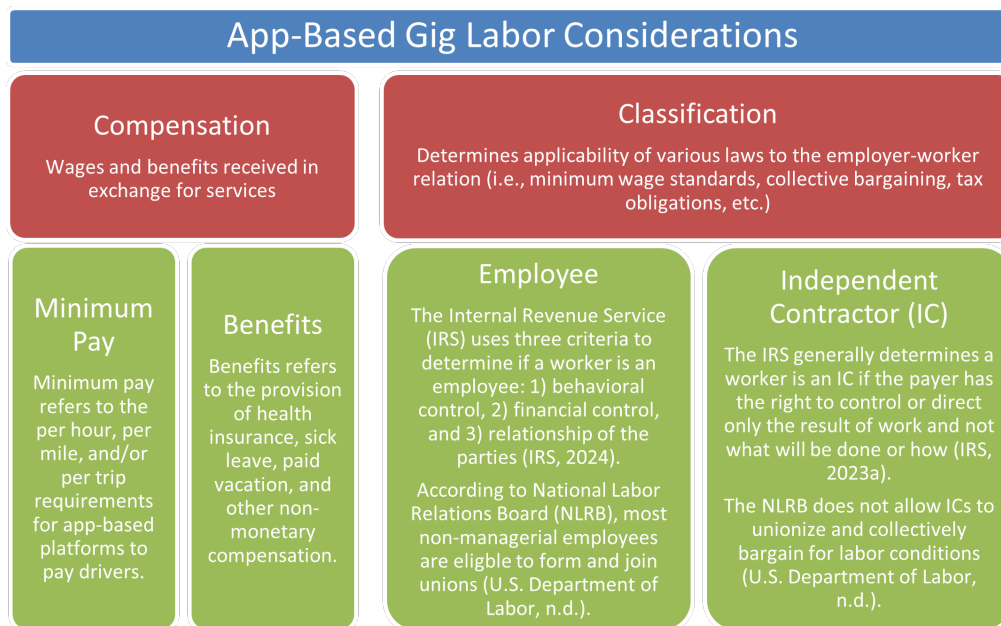 App-Based Gig Labor Considerations
Compensation
Wages and benefits received in
exchange for services
Classification
Determines applicability of various laws to the employer-worker
relation (i.e., minimum wage standards, collective bargaining, tax
obligations, etc.)
Minimum
Pay
Minimum pay
refers to the
per hour, per
mile, and/or
per trip
requirements
for app-based
platforms to
pay drivers.
Benefits
Benefits refers
to the provision
of health
insurance, sick
leave, paid
vacation, and
other non-
monetary
compensation.
Employee
The Internal Revenue Service
(IRS) uses three criteria to
determine if a worker is an
employee: 1) behavioral
control, 2) financial control,
and 3) relationship of the
parties (IRS, 2024).
According to National Labor
Relations Board (NLRB), most
non-managerial employees
are eligble to form and join
unions (U.S. Department of
Labor, n.d.).
Independent
Contractor (IC)
The IRS generally determines a
worker is an IC if the payer has
the right to control or direct
only the result of work and not
what will be done or how (IRS,
2023a).
The NLRB does not allow ICs to
unionize and collectively
bargain for labor conditions
(U.S. Department of Labor,
n.d.).